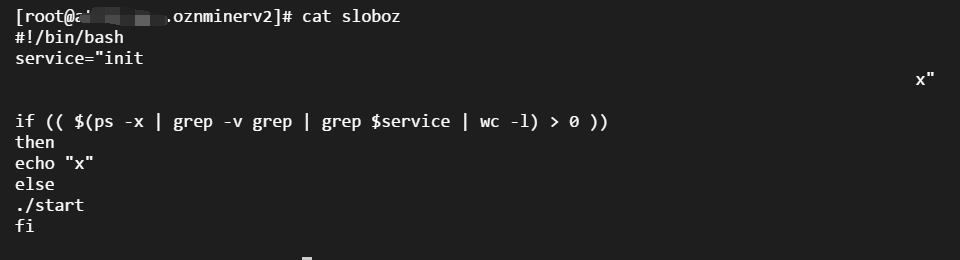 [root@a .oznminerv2]# cat sloboz
#!/bin/bash
service="init
x"
if (( $(ps -x | grep -v grep | grep $service | wc -l) > 0 ))
then
echo "x"
else
./start
fi